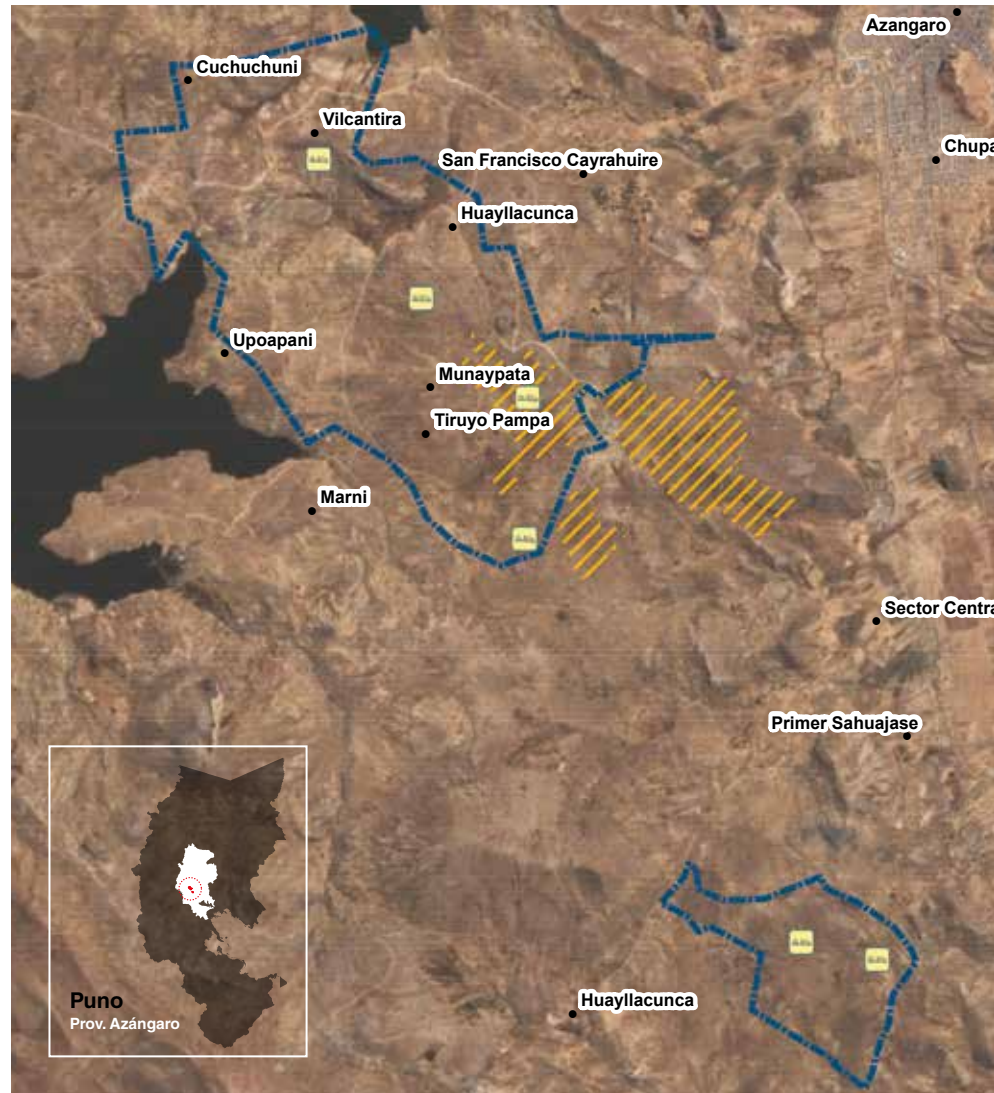 Azangaro
Cuchuchuni
Vilcantira
Chupa
San Francisco Cayrahuire
Huayllacunca
Upoapani
Munaypata
Tiruyo Pampa
Marni
Sector Centra
Primer Sahuajase
Puno
Prov. Azángaro
Huayllacunca